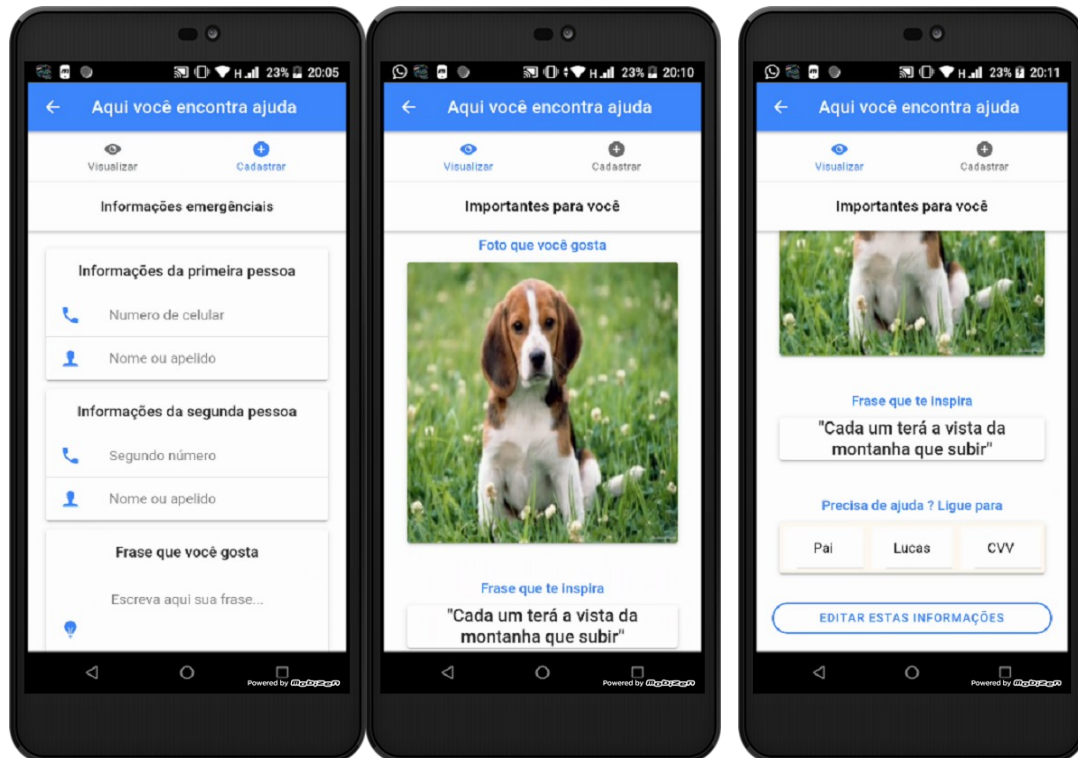 H 23% 20:05
Aqui você encontra ajuda
Visualizar
Cadastrar
Informações emergênciais
Informações da primeira pessoa
Numero de celular
Nome ou apelido
Informações da segunda pessoa
Segundo número
Nome ou apelido
Frase que você gosta
Escreva aqui sua frase...
Powered by Mobizen
H 23% 20:10
Aqui você encontra ajuda
Visualizar
Cadastrar
Importantes para você
Foto que você gosta
Frase que te inspira
"Cada um terá a vista da
montanha que subir"
Powered by Mobizen
H 23% 20:11
Aqui você encontra ajuda
Visualizar
Cadastrar
Importantes para você
Frase que te inspira
"Cada um terá a vista da
montanha que subir"
Precisa de ajuda ? Ligue para
Pai
Lucas
CVV
EDITAR ESTAS INFORMAÇÕES
Powered by Mobizen